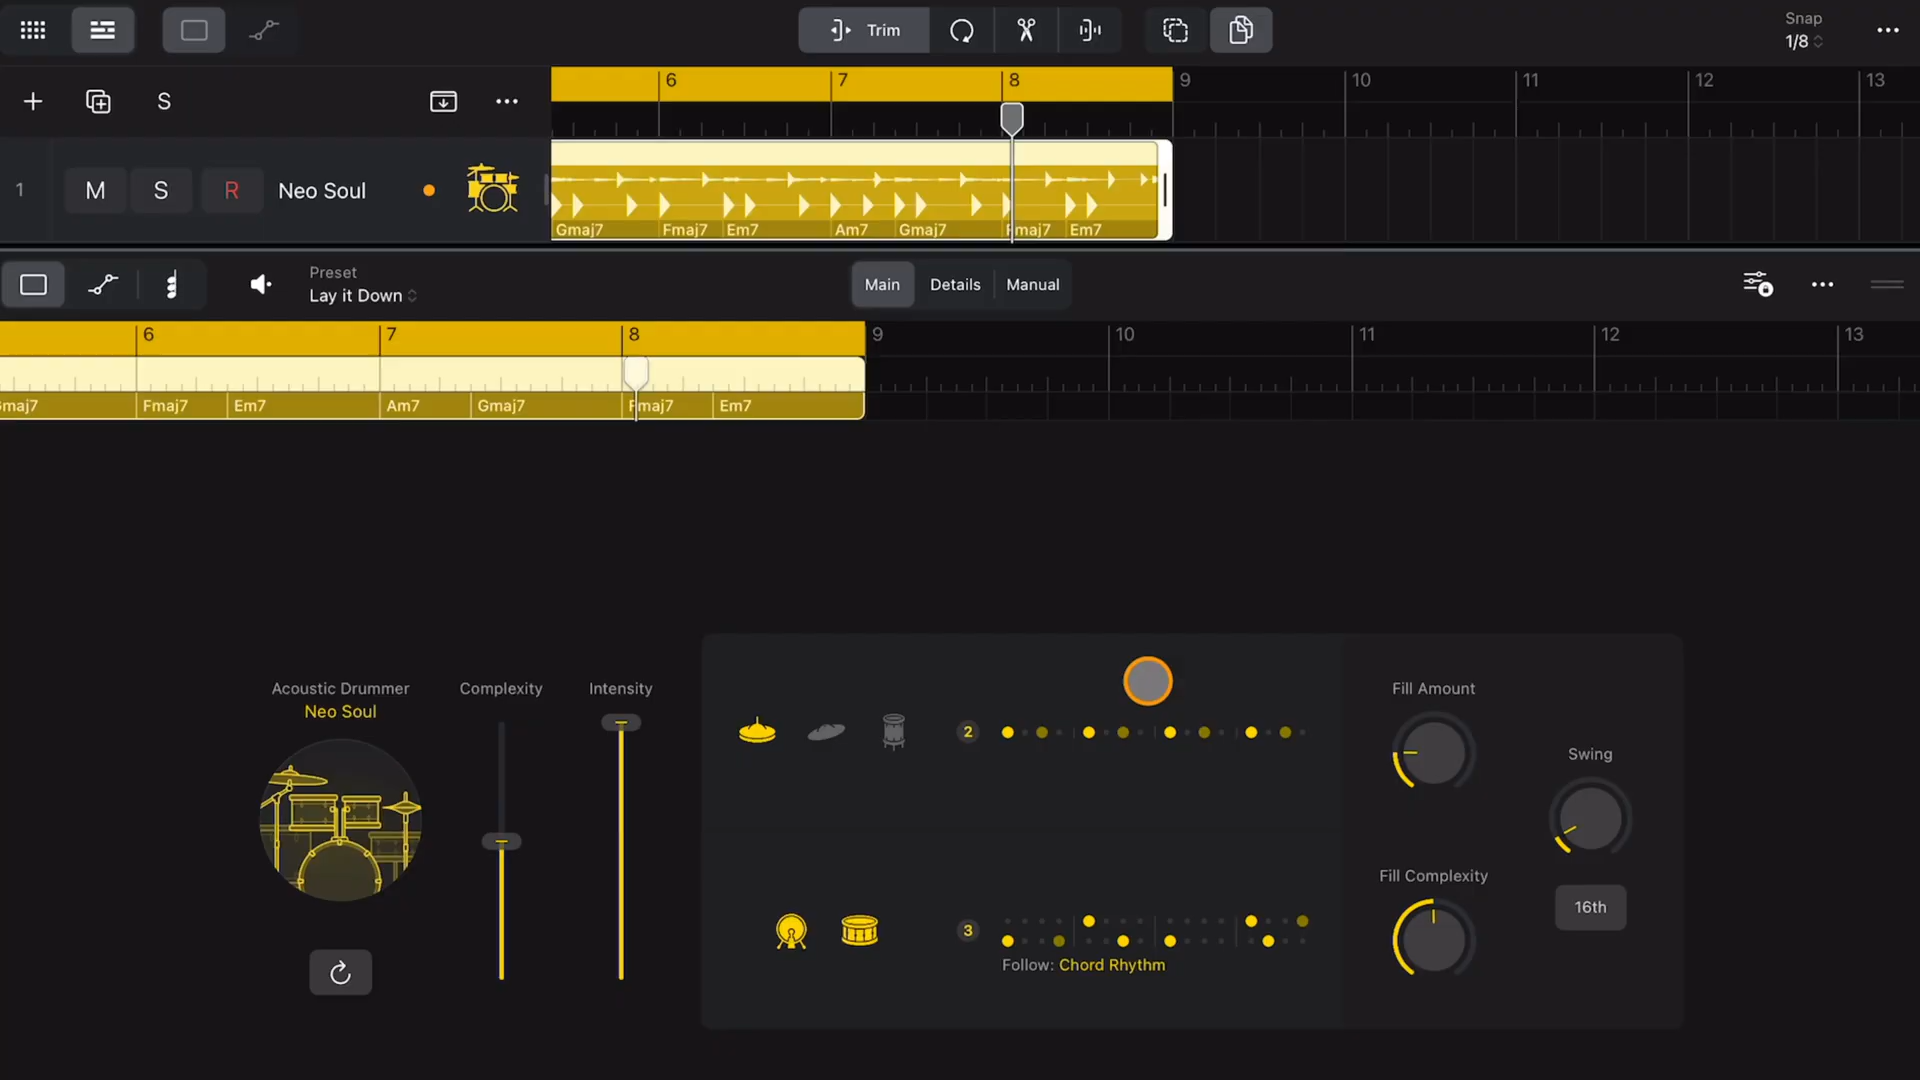 Trim
Snap
1/8
S
6 7 8 9 10 11 12 13
1 M S R Neo Soul
Gmaj7 Fmaj7 Em7 Am7 Gmaj7 Fmaj7 Em7
Preset
Lay it Down
Main Details Manual
6 7 8 9 10 11 12 13
maj7 Fmaj7 Em7 Am7 Gmaj7 Fmaj7 Em7
Acoustic Drummer
Neo Soul
Complexity
Intensity
2
3
Follow: Chord Rhythm
Fill Amount
Swing
Fill Complexity
16th